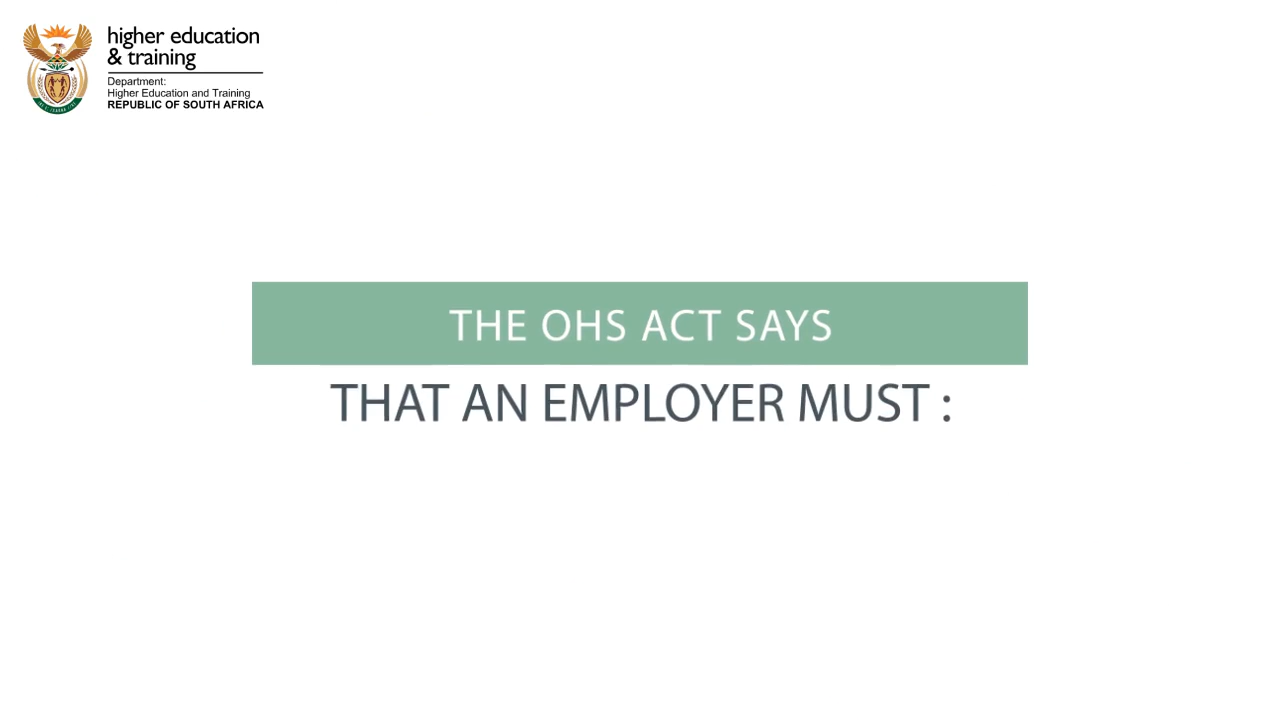 higher education
& training
Department:
Higher Education and Training
REPUBLIC OF SOUTH AFRICA
THE OHS ACT SAYS
THAT AN EMPLOYER MUST :